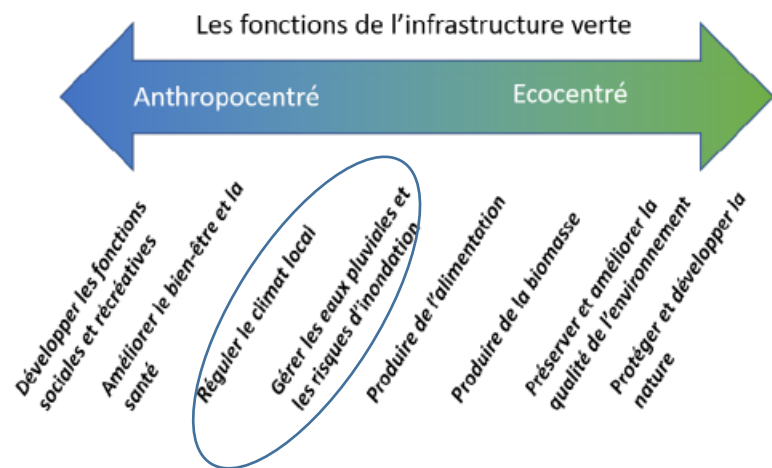 Les fonctions de l’infrastructure verte
Anthropocentré
Ecocentré
Développer les fonctions
sociales et récréatives
Améliorer le bien-être et la
santé
Réguler le climat local
Gérer les eaux pluviales et
les risques d’inondation
Produire de l’alimentation
Produire de la biomasse
Préserver et améliorer la
qualité de l’environnement
Protéger et développer la
nature